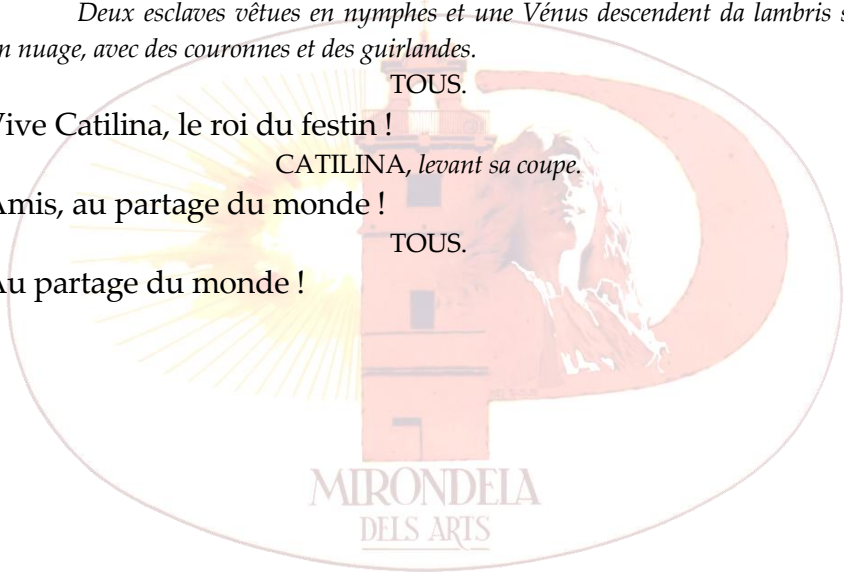 Deux esclaves vêtues en nymphes et une Vénus descendent da lambris s
n nuage, avec des couronnes et des guirlandes.
TOUS.
Vive Catilina, le roi du festin !
CATILINA, levant sa coupe.
Amis, au partage du monde !
TOUS.
Au partage du monde !
MIRONDELA
DELS ARTS